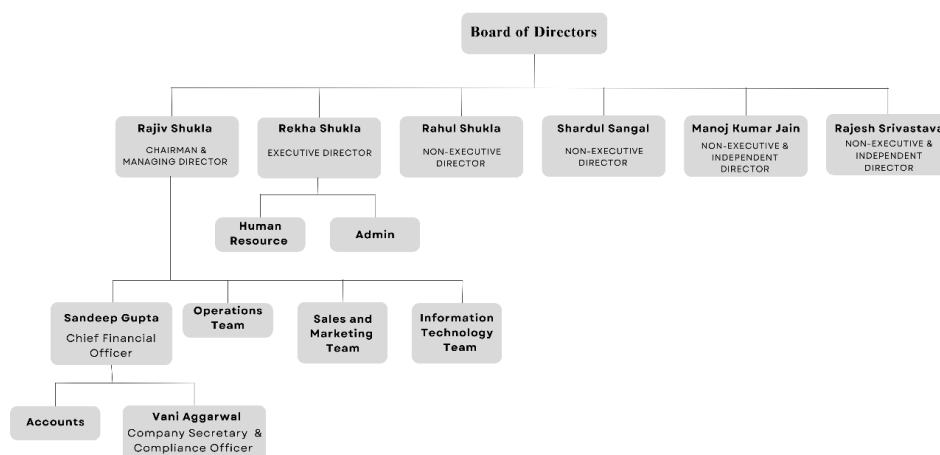 Board of Directors
Rajiv Shukla
CHAIRMAN &
MANAGING DIRECTOR
Rekha Shukla
EXECUTIVE DIRECTOR
Rahul Shukla
NON-EXECUTIVE
DIRECTOR
Shardul Sangal
NON-EXECUTIVE
DIRECTOR
Manoj Kumar Jain
NON-EXECUTIVE &
INDEPENDENT
DIRECTOR
Rajesh Srivastava
NON-EXECUTIVE &
INDEPENDENT
DIRECTOR
Human
Resource
Admin
Sandeep Gupta
Chief Financial
Officer
Operations
Team
Sales and
Marketing
Team
Information
Technology
Team
Accounts
Vani Aggarwal
Company Secretary &
Compliance Officer